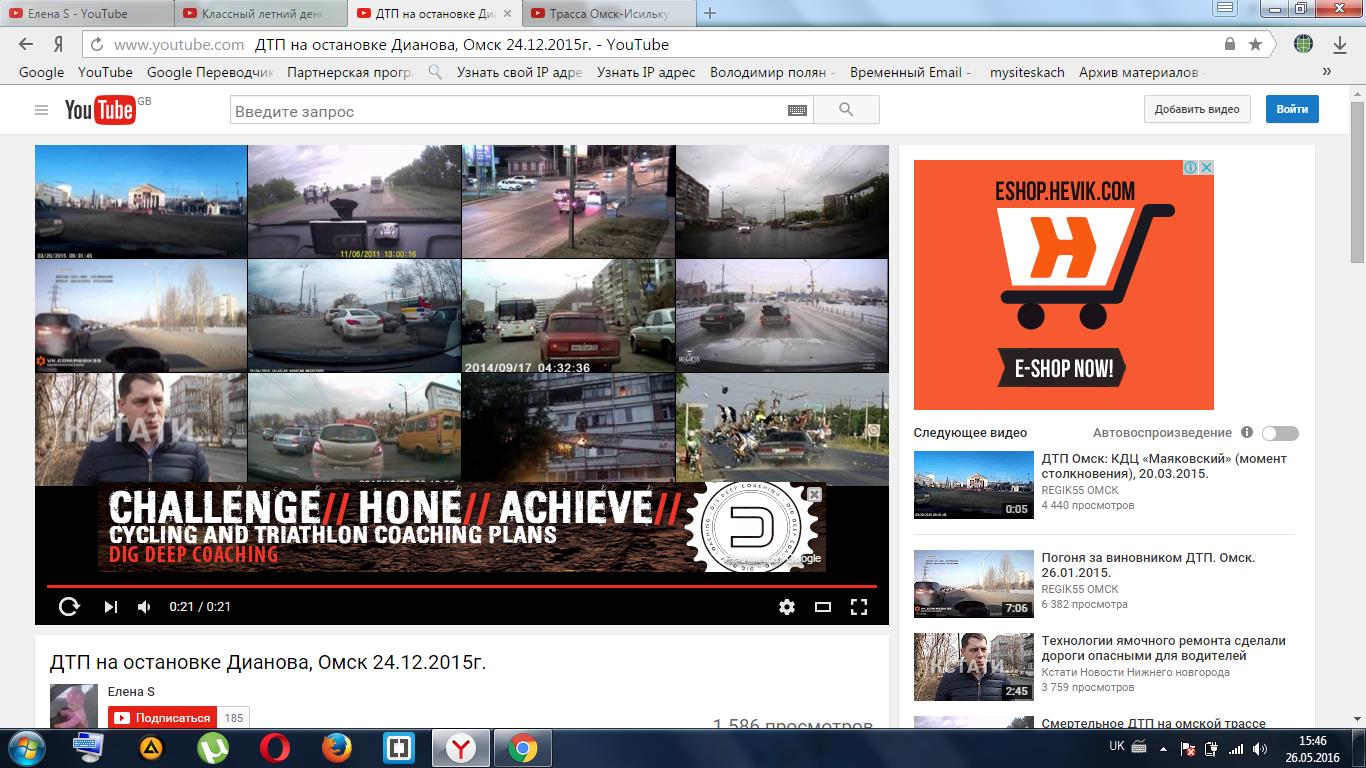 Елена S - YouTube
Классный летний ден
ДТП на остановке Ди
Трасса Омск-Исильку
www.youtube.com ДТП на остановке Дианова, Омск 24.12.2015г. - YouTube
Google YouTube Google Переводчик Партнерская прогр Узнать свой IP адре Узнать IP адрес Володимир полян - Временный Email - mysiteskach Архив материалов -
YouTube GB
Введите запрос
Добавить видео
Войти
03/20/2015 09:31:45
11/06/2011 13:00:16
VK.COM/REGIK55
2014/09/17 04:32:36
REGIK55
КСТАТИ
CHALLENGE// HONE// ACHIEVE//
CYCLING AND TRIATHLON COACHING PLANS
DIG DEEP COACHING
0:21 / 0:21
ДТП на остановке Дианова, Омск 24.12.2015г.
Елена S
Подписаться 185
1 586 просмотров
ESHOP.HEVIK.COM
E-SHOP NOW!
Следующее видео
Автовоспроизведение
ДТП Омск: КДЦ «Маяковский» (момент
столкновения), 20.03.2015.
REGIK55 ОМСК
4 440 просмотров
0:05
Погоня за виновником ДТП. Омск.
26.01.2015.
REGIK55 ОМСК
6 382 просмотра
7:06
Технологии ямочного ремонта сделали
дороги опасными для водителей
Кстати Новости Нижнего новгорода
3 759 просмотров
КСТАТИ
2:45
Смертельное ДТП на омской трассе
UK
15:46
26.05.2016